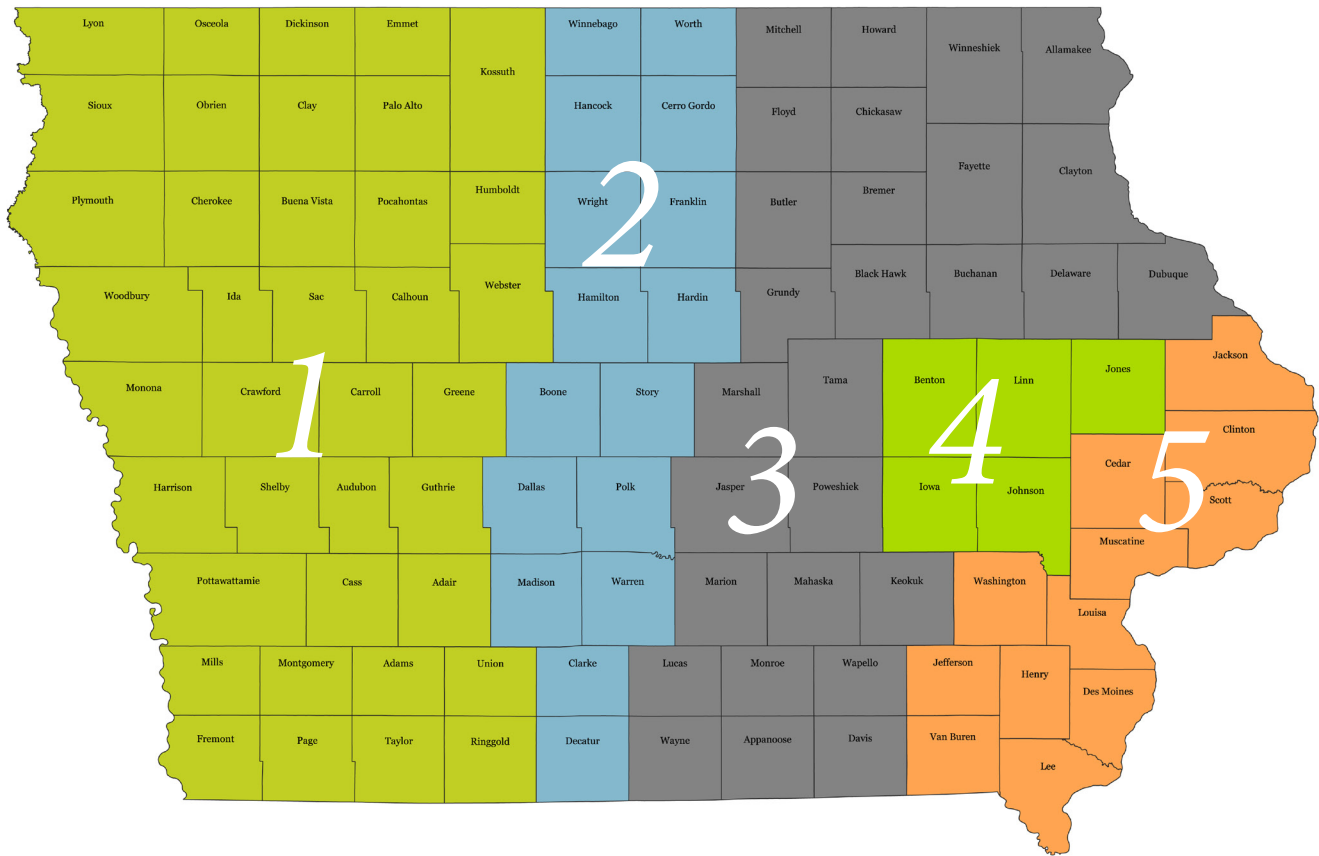 Lyon
Osceola
Dickinson
Emmet
Kossuth
Winnebago
Worth
Mitchell
Howard
Winneshiek
Allamakee
Sioux
Obrien
Clay
Palo Alto
Hancock
Cerro Gordo
Floyd
Chickasaw
Fayette
Clayton
Plymouth
Cherokee
Buena Vista
Pocahontas
Humboldt
Wright
2
Franklin
Butler
Bremer
Woodbury
Ida
Sac
Calhoun
Webster
Hamilton
Hardin
Grundy
Black Hawk
Buchanan
Delaware
Dubuque
Monona
Crawford
1
Carroll
Greene
Boone
Story
Marshall
Tama
Benton
4
Linn
Jones
Jackson
Harrison
Shelby
Audubon
Guthrie
Dallas
Polk
Jasper
3
Poweshiek
Iowa
Johnson
Cedar
5
Clinton
Scott
Muscatine
Pottawattamie
Cass
Adair
Madison
Warren
Marion
Mahaska
Keokuk
Washington
Louisa
Mills
Montgomery
Adams
Union
Clarke
Lucas
Monroe
Wapello
Jefferson
Henry
Des Moines
Fremont
Page
Taylor
Ringgold
Decatur
Wayne
Appanoose
Davis
Van Buren
Lee